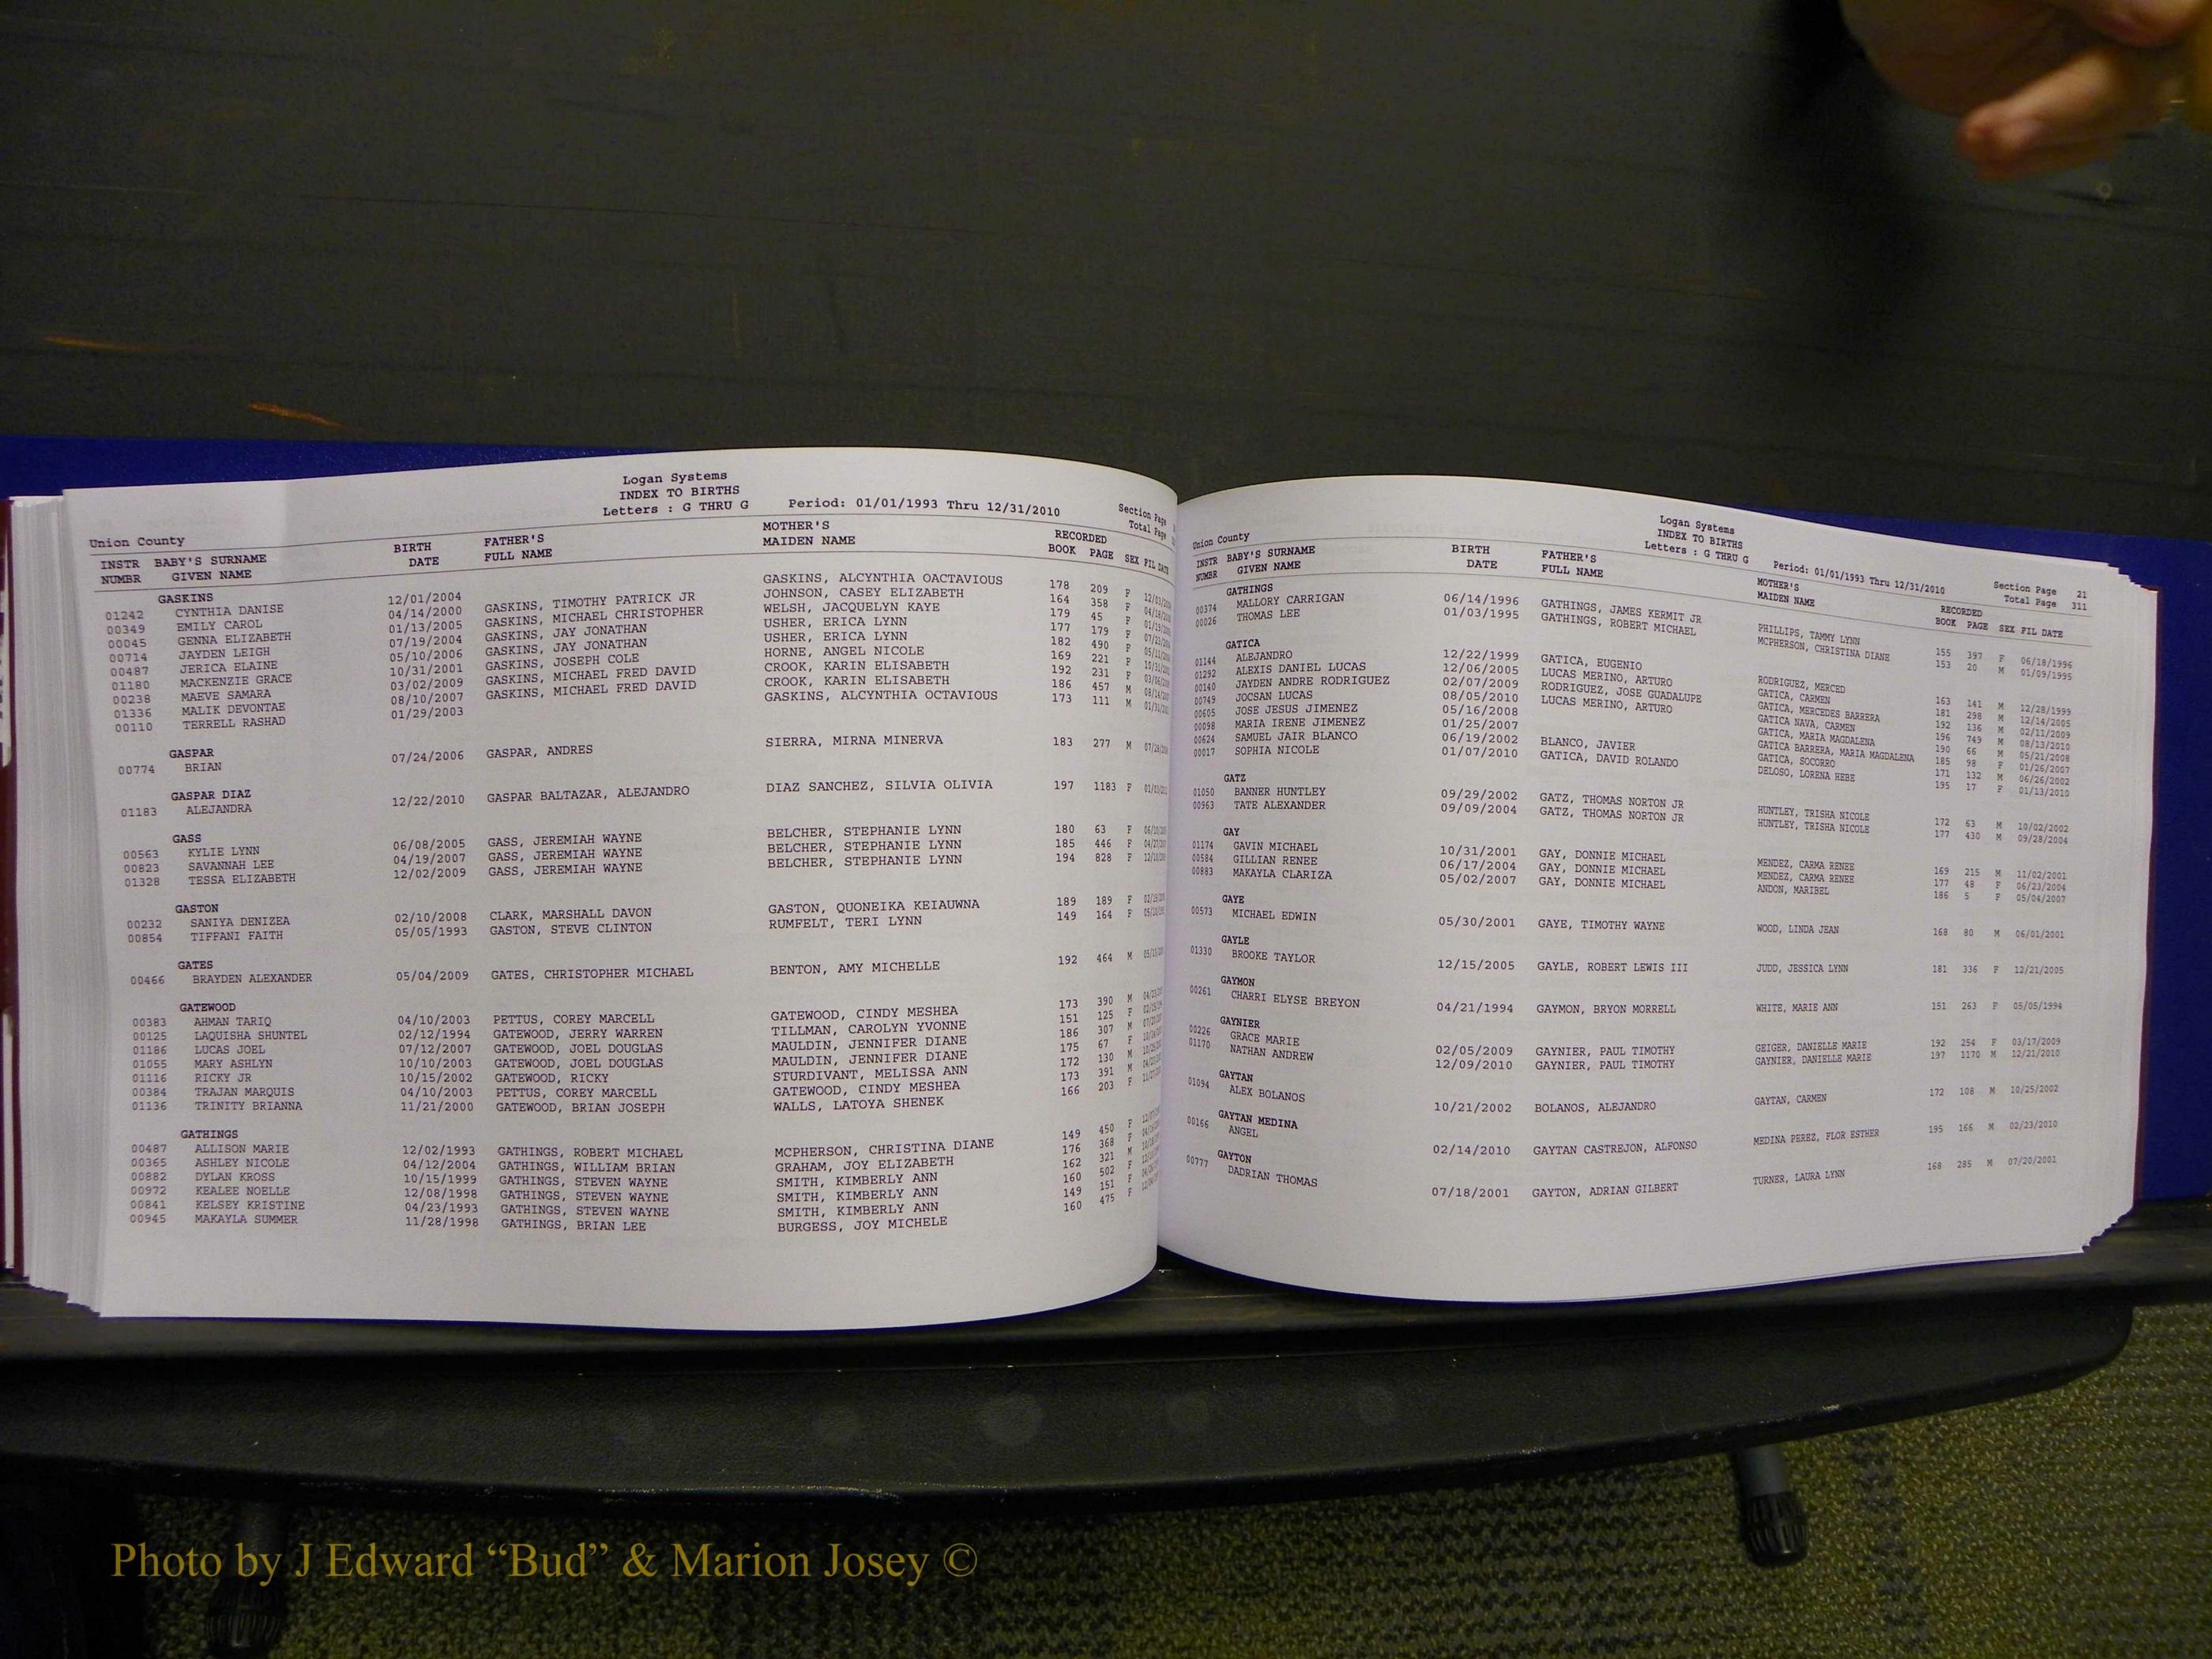 Logan Systems
INDEX TO BIRTHS
Letters : G THRU G Period: 01/01/1993 Thru 12/31/2010
Section Page
Total Page
Union County
INSTR BABY'S SURNAME BIRTH FATHER'S MOTHER'S RECORDED
NUMBR GIVEN NAME DATE FULL NAME MAIDEN NAME BOOK PAGE SEX FIL DATE
GASKINS
01242 CYNTHIA DANISE 12/01/2004 GASKINS, ALCYNTHIA OACTAVIOUS 178 209 F
00349 EMILY CAROL 04/14/2000 GASKINS, TIMOTHY PATRICK JR JOHNSON, CASEY ELIZABETH 164 358 F
00045 GENNA ELIZABETH 01/13/2005 GASKINS, MICHAEL CHRISTOPHER WELSH, JACQUELYN KAYE 179 45 F
00714 JAYDEN LEIGH 07/19/2004 GASKINS, JAY JONATHAN USHER, ERICA LYNN 177 179 F
00487 JERICA ELAINE 05/10/2006 GASKINS, JAY JONATHAN USHER, ERICA LYNN 182 490 F
01180 MACKENZIE GRACE 10/31/2001 GASKINS, JOSEPH COLE HORNE, ANGEL NICOLE 169 221 F
00238 MAEVE SAMARA 03/02/2009 GASKINS, MICHAEL FRED DAVID CROOK, KARIN ELISABETH 192 231 F
01336 MALIK DEVONTAE 08/10/2007 GASKINS, MICHAEL FRED DAVID CROOK, KARIN ELISABETH 186 457 M
00110 TERRELL RASHAD 01/29/2003 GASKINS, ALCYNTHIA OCTAVIOUS 173 111 M
GASPAR
00774 BRIAN 07/24/2006 GASPAR, ANDRES SIERRA, MIRNA MINERVA 183 277 M
GASPAR DIAZ
01183 ALEJANDRA 12/22/2010 GASPAR BALTAZAR, ALEJANDRO DIAZ SANCHEZ, SILVIA OLIVIA 197 1183 F
GASS
00563 KYLIE LYNN 06/08/2005 GASS, JEREMIAH WAYNE BELCHER, STEPHANIE LYNN 180 63 F
00823 SAVANNAH LEE 04/19/2007 GASS, JEREMIAH WAYNE BELCHER, STEPHANIE LYNN 185 446 F
01328 TESSA ELIZABETH 12/02/2009 GASS, JEREMIAH WAYNE BELCHER, STEPHANIE LYNN 194 828 F
GASTON
00232 SANIYA DENIZEA 02/10/2008 CLARK, MARSHALL DAVON GASTON, QUONEIKA KEIAUWNA 189 189 F
00854 TIFFANI FAITH 05/05/1993 GASTON, STEVE CLINTON RUMFELT, TERI LYNN 149 164 F
GATES
00466 BRAYDEN ALEXANDER 05/04/2009 GATES, CHRISTOPHER MICHAEL BENTON, AMY MICHELLE 192 464 M
GATEWOOD
00383 AHMAN TARIQ 04/10/2003 PETTUS, COREY MARCELL GATEWOOD, CINDY MESHEA 173 390 M
00125 LAQUISHA SHUNTEL 02/12/1994 GATEWOOD, JERRY WARREN TILLMAN, CAROLYN YVONNE 151 125 F
01186 LUCAS JOEL 07/12/2007 GATEWOOD, JOEL DOUGLAS MAULDIN, JENNIFER DIANE 186 307 M
01055 MARY ASHLYN 10/10/2003 GATEWOOD, JOEL DOUGLAS MAULDIN, JENNIFER DIANE 175 67 F
01116 RICKY JR 10/15/2002 GATEWOOD, RICKY STURDIVANT, MELISSA ANN 172 130 M
00384 TRAJAN MARQUIS 04/10/2003 PETTUS, COREY MARCELL GATEWOOD, CINDY MESHEA 173 391 M
01136 TRINITY BRIANNA 11/21/2000 GATEWOOD, BRIAN JOSEPH WALLS, LATOYA SHENEK 166 203 F
GATHINGS
00487 ALLISON MARIE 12/02/1993 GATHINGS, ROBERT MICHAEL MCPHERSON, CHRISTINA DIANE 149 450 F
00365 ASHLEY NICOLE 04/12/2004 GATHINGS, WILLIAM BRIAN GRAHAM, JOY ELIZABETH 176 368 F
00882 DYLAN KROSS 10/15/1999 GATHINGS, STEVEN WAYNE SMITH, KIMBERLY ANN 162 321 M
00972 KEALEE NOELLE 12/08/1998 GATHINGS, STEVEN WAYNE SMITH, KIMBERLY ANN 160 502 F
00841 KELSEY KRISTINE 04/23/1993 GATHINGS, STEVEN WAYNE SMITH, KIMBERLY ANN 149 151 F
00945 MAKAYLA SUMMER 11/28/1998 GATHINGS, BRIAN LEE BURGESS, JOY MICHELE 160 475 F
Logan Systems
INDEX TO BIRTHS
Letters : G THRU G Period: 01/01/1993 Thru 12/31/2010
Section Page 21
Total Page 311
Union County
INSTR BABY'S SURNAME BIRTH FATHER'S MOTHER'S RECORDED
NUMBR GIVEN NAME DATE FULL NAME MAIDEN NAME BOOK PAGE SEX FIL DATE
GATHINGS
00374 MALLORY CARRIGAN 06/14/1996 GATHINGS, JAMES KERMIT JR PHILLIPS, TAMMY LYNN 155 397 F 06/18/1996
00026 THOMAS LEE 01/03/1995 GATHINGS, ROBERT MICHAEL MCPHERSON, CHRISTINA DIANE 153 20 M 01/09/1995
GATICA
01144 ALEJANDRO 12/22/1999 GATICA, EUGENIO RODRIGUEZ, MERCED 163 141 M 12/28/1999
01292 ALEXIS DANIEL LUCAS 12/06/2005 LUCAS MERINO, ARTURO GATICA, CARMEN 181 298 M 12/14/2005
00140 JAYDEN ANDRE RODRIGUEZ 02/07/2009 RODRIGUEZ, JOSE GUADALUPE GATICA, MERCEDES BARRERA 192 136 M 02/11/2009
00749 JOCSAN LUCAS 08/05/2010 LUCAS MERINO, ARTURO GATICA NAVA, CARMEN 196 749 M 08/13/2010
00605 JOSE JESUS JIMENEZ 05/16/2008 GATICA, MARIA MAGDALENA 190 66 M 05/21/2008
00098 MARIA IRENE JIMENEZ 01/25/2007 GATICA BARRERA, MARIA MAGDALENA 185 98 F 01/26/2007
00624 SAMUEL JAIR BLANCO 06/19/2002 BLANCO, JAVIER GATICA, SOCORRO 171 132 M 06/26/2002
00017 SOPHIA NICOLE 01/07/2010 GATICA, DAVID ROLANDO DELOSO, LORENA HEBE 195 17 F 01/13/2010
GATZ
01050 BANNER HUNTLEY 09/29/2002 GATZ, THOMAS NORTON JR HUNTLEY, TRISHA NICOLE 172 63 M 10/02/2002
00963 TATE ALEXANDER 09/09/2004 GATZ, THOMAS NORTON JR HUNTLEY, TRISHA NICOLE 177 430 M 09/28/2004
GAY
01174 GAVIN MICHAEL 10/31/2001 GAY, DONNIE MICHAEL MENDEZ, CARMA RENEE 169 215 M 11/02/2001
00584 GILLIAN RENEE 06/17/2004 GAY, DONNIE MICHAEL MENDEZ, CARMA RENEE 177 48 F 06/23/2004
00883 MAKAYLA CLARIZA 05/02/2007 GAY, DONNIE MICHAEL ANDON, MARIBEL 186 5 F 05/04/2007
GAYE
00573 MICHAEL EDWIN 05/30/2001 GAYE, TIMOTHY WAYNE WOOD, LINDA JEAN 168 80 M 06/01/2001
GAYLE
01330 BROOKE TAYLOR 12/15/2005 GAYLE, ROBERT LEWIS III JUDD, JESSICA LYNN 181 336 F 12/21/2005
GAYMON
00261 CHARRI ELYSE BREYON 04/21/1994 GAYMON, BRYON MORRELL WHITE, MARIE ANN 151 263 F 05/05/1994
GAYNIER
00226 GRACE MARIE 02/05/2009 GAYNIER, PAUL TIMOTHY GEIGER, DANIELLE MARIE 192 254 F 03/17/2009
01170 NATHAN ANDREW 12/09/2010 GAYNIER, PAUL TIMOTHY GAYNIER, DANIELLE MARIE 197 1170 M 12/21/2010
GAYTAN
01094 ALEX BOLANOS 10/21/2002 BOLANOS, ALEJANDRO GAYTAN, CARMEN 172 108 M 10/25/2002
GAYTAN MEDINA
00166 ANGEL 02/14/2010 GAYTAN CASTREJON, ALFONSO MEDINA PEREZ, FLOR ESTHER 195 166 M 02/23/2010
GAYTON
00777 DADRIAN THOMAS 07/18/2001 GAYTON, ADRIAN GILBERT TURNER, LAURA LYNN 168 285 M 07/20/2001
Photo by J Edward “Bud” & Marion Josey ©